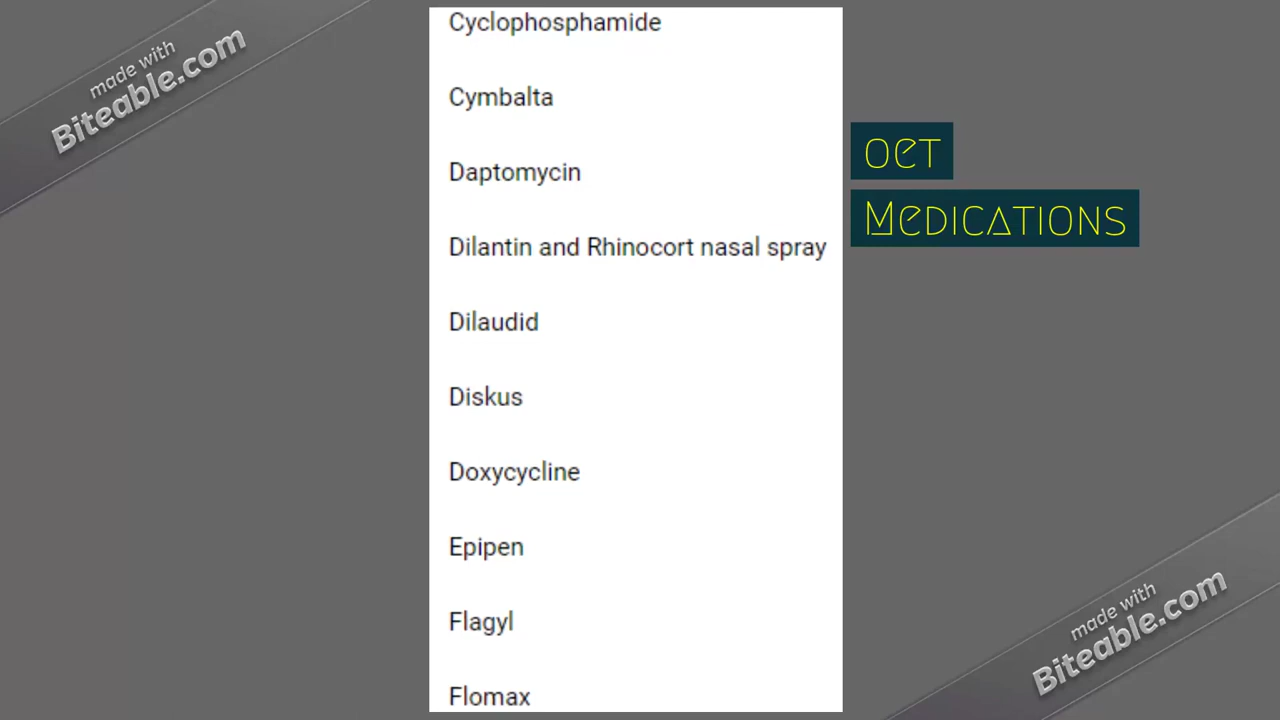 made with
Biteable.com
Cyclophosphamide
Cymbalta
Daptomycin
Dilantin and Rhinocort nasal spray
Dilaudid
Diskus
Doxycycline
Epipen
Flagyl
Flomax
OET
Medications
made with
Biteable.com